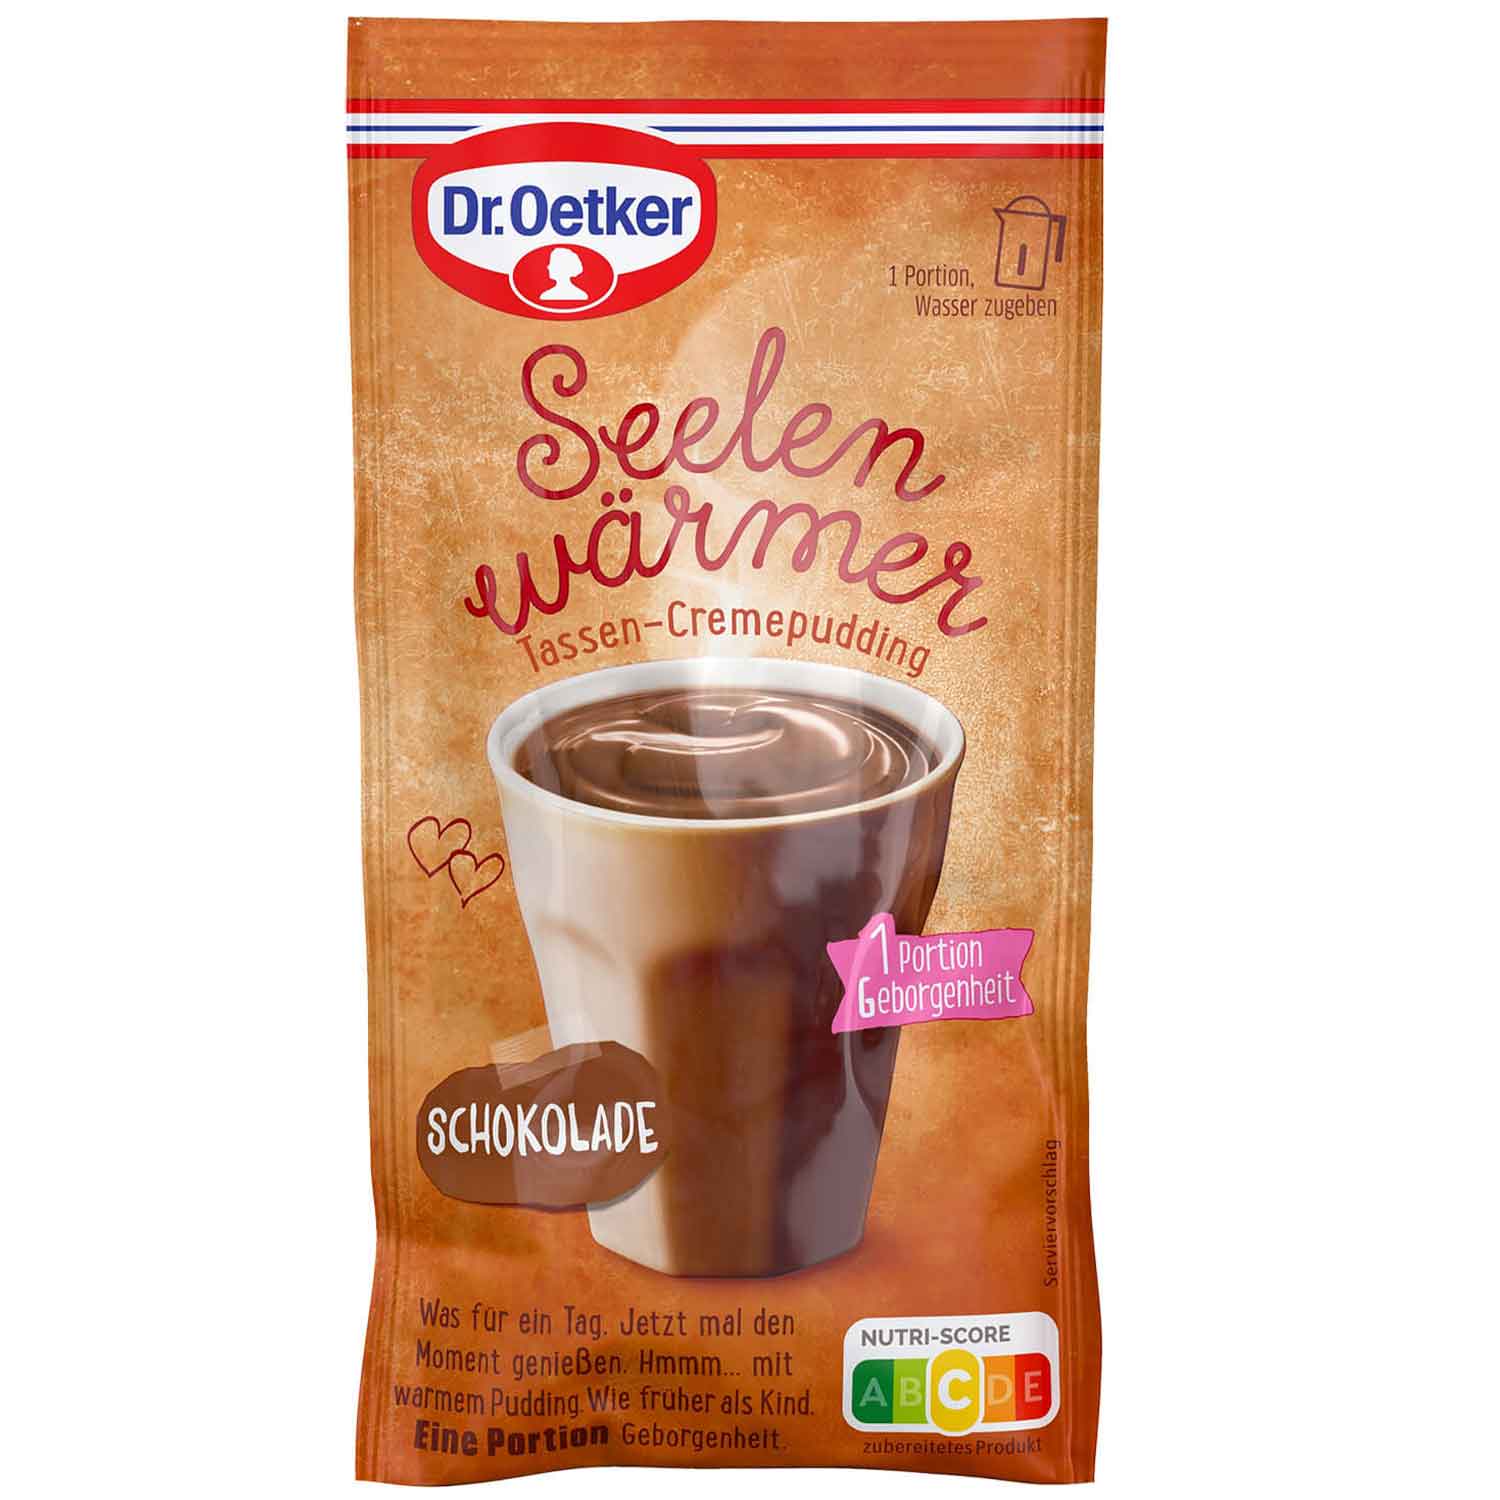 Dr. Oetker
1 Portion,
Wasser zugeben
Seelen
wärmer
Tassen-Cremepudding
1 Portion
Geborgenheit
SCHOKOLADE
Serviervorschlag
Was für ein Tag. Jetzt mal den
Moment genießen. Hmmm... mit
warmem Pudding. Wie früher als Kind.
Eine Portion Geborgenheit.
NUTRI-SCORE
A B C D E
zubereitetes Produkt